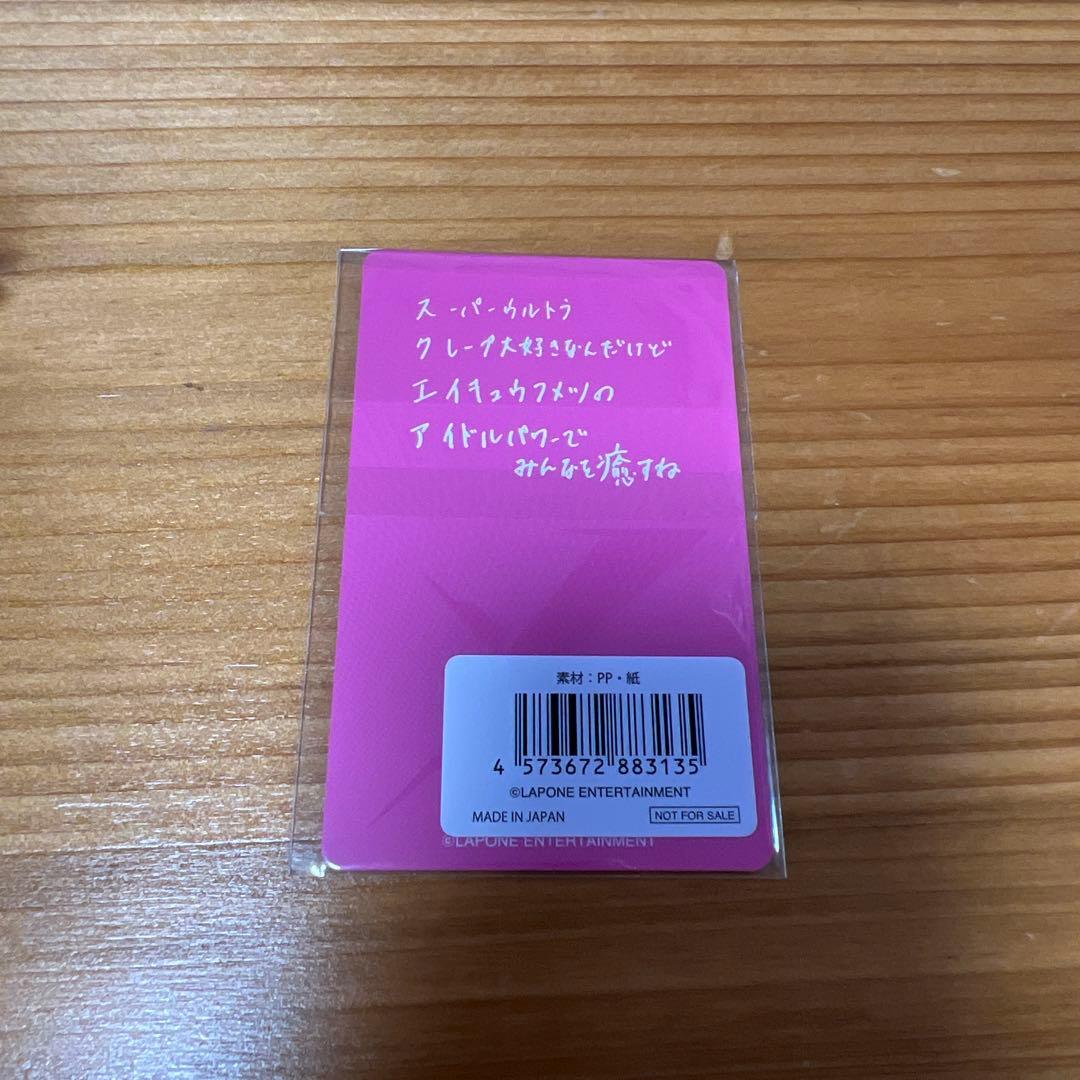 スーパーウルトラ
クレープ大好きなんだけど
エイキュウフメツの
アイドルパワーで
みんなを癒すね
素材：PP・紙
4 573672 883135
©LAPONE ENTERTAINMENT
MADE IN JAPAN NOT FOR SALE
©LAPONE ENTERTAINMENT